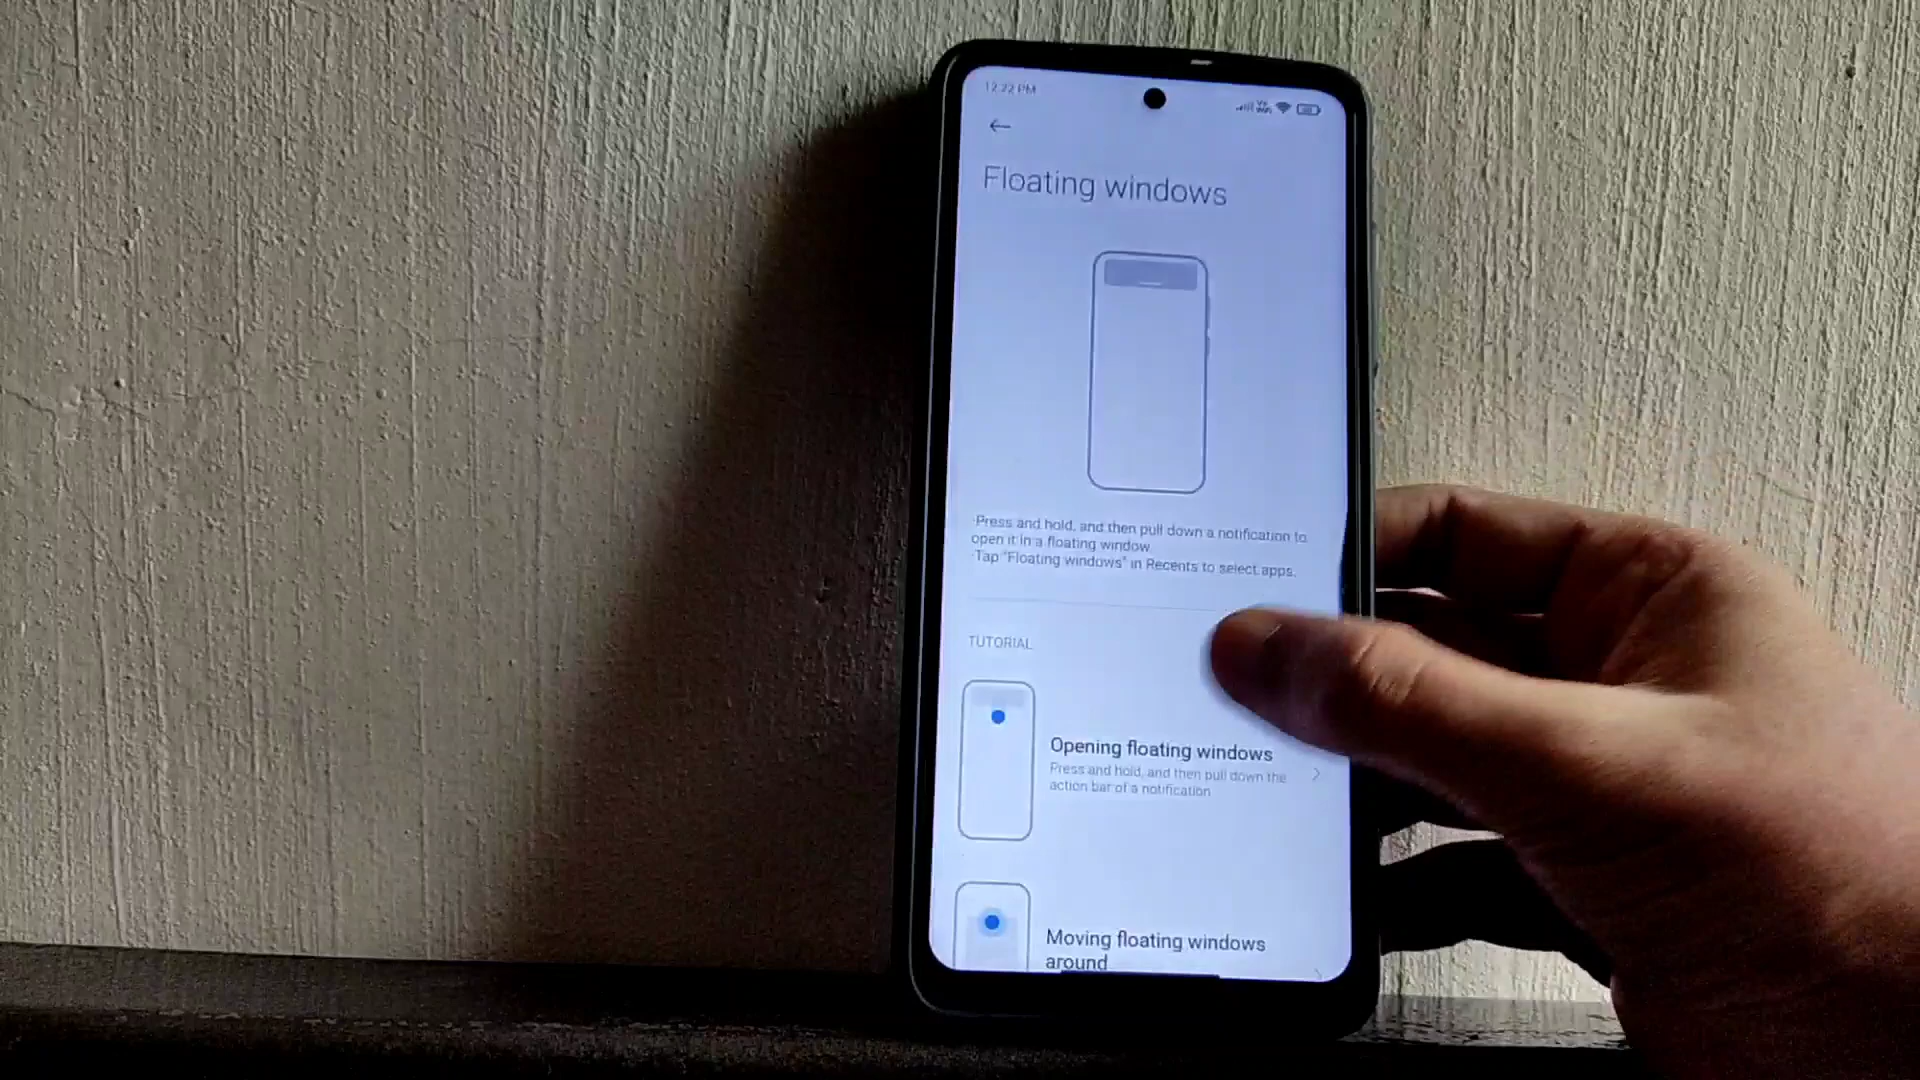 12:22 PM
Floating windows
·Press and hold, and then pull down a notification to
open it in a floating window.
·Tap "Floating windows" in Recents to select apps.
TUTORIAL
Opening floating windows
Press and hold, and then pull down the
action bar of a notification
Moving floating windows
around